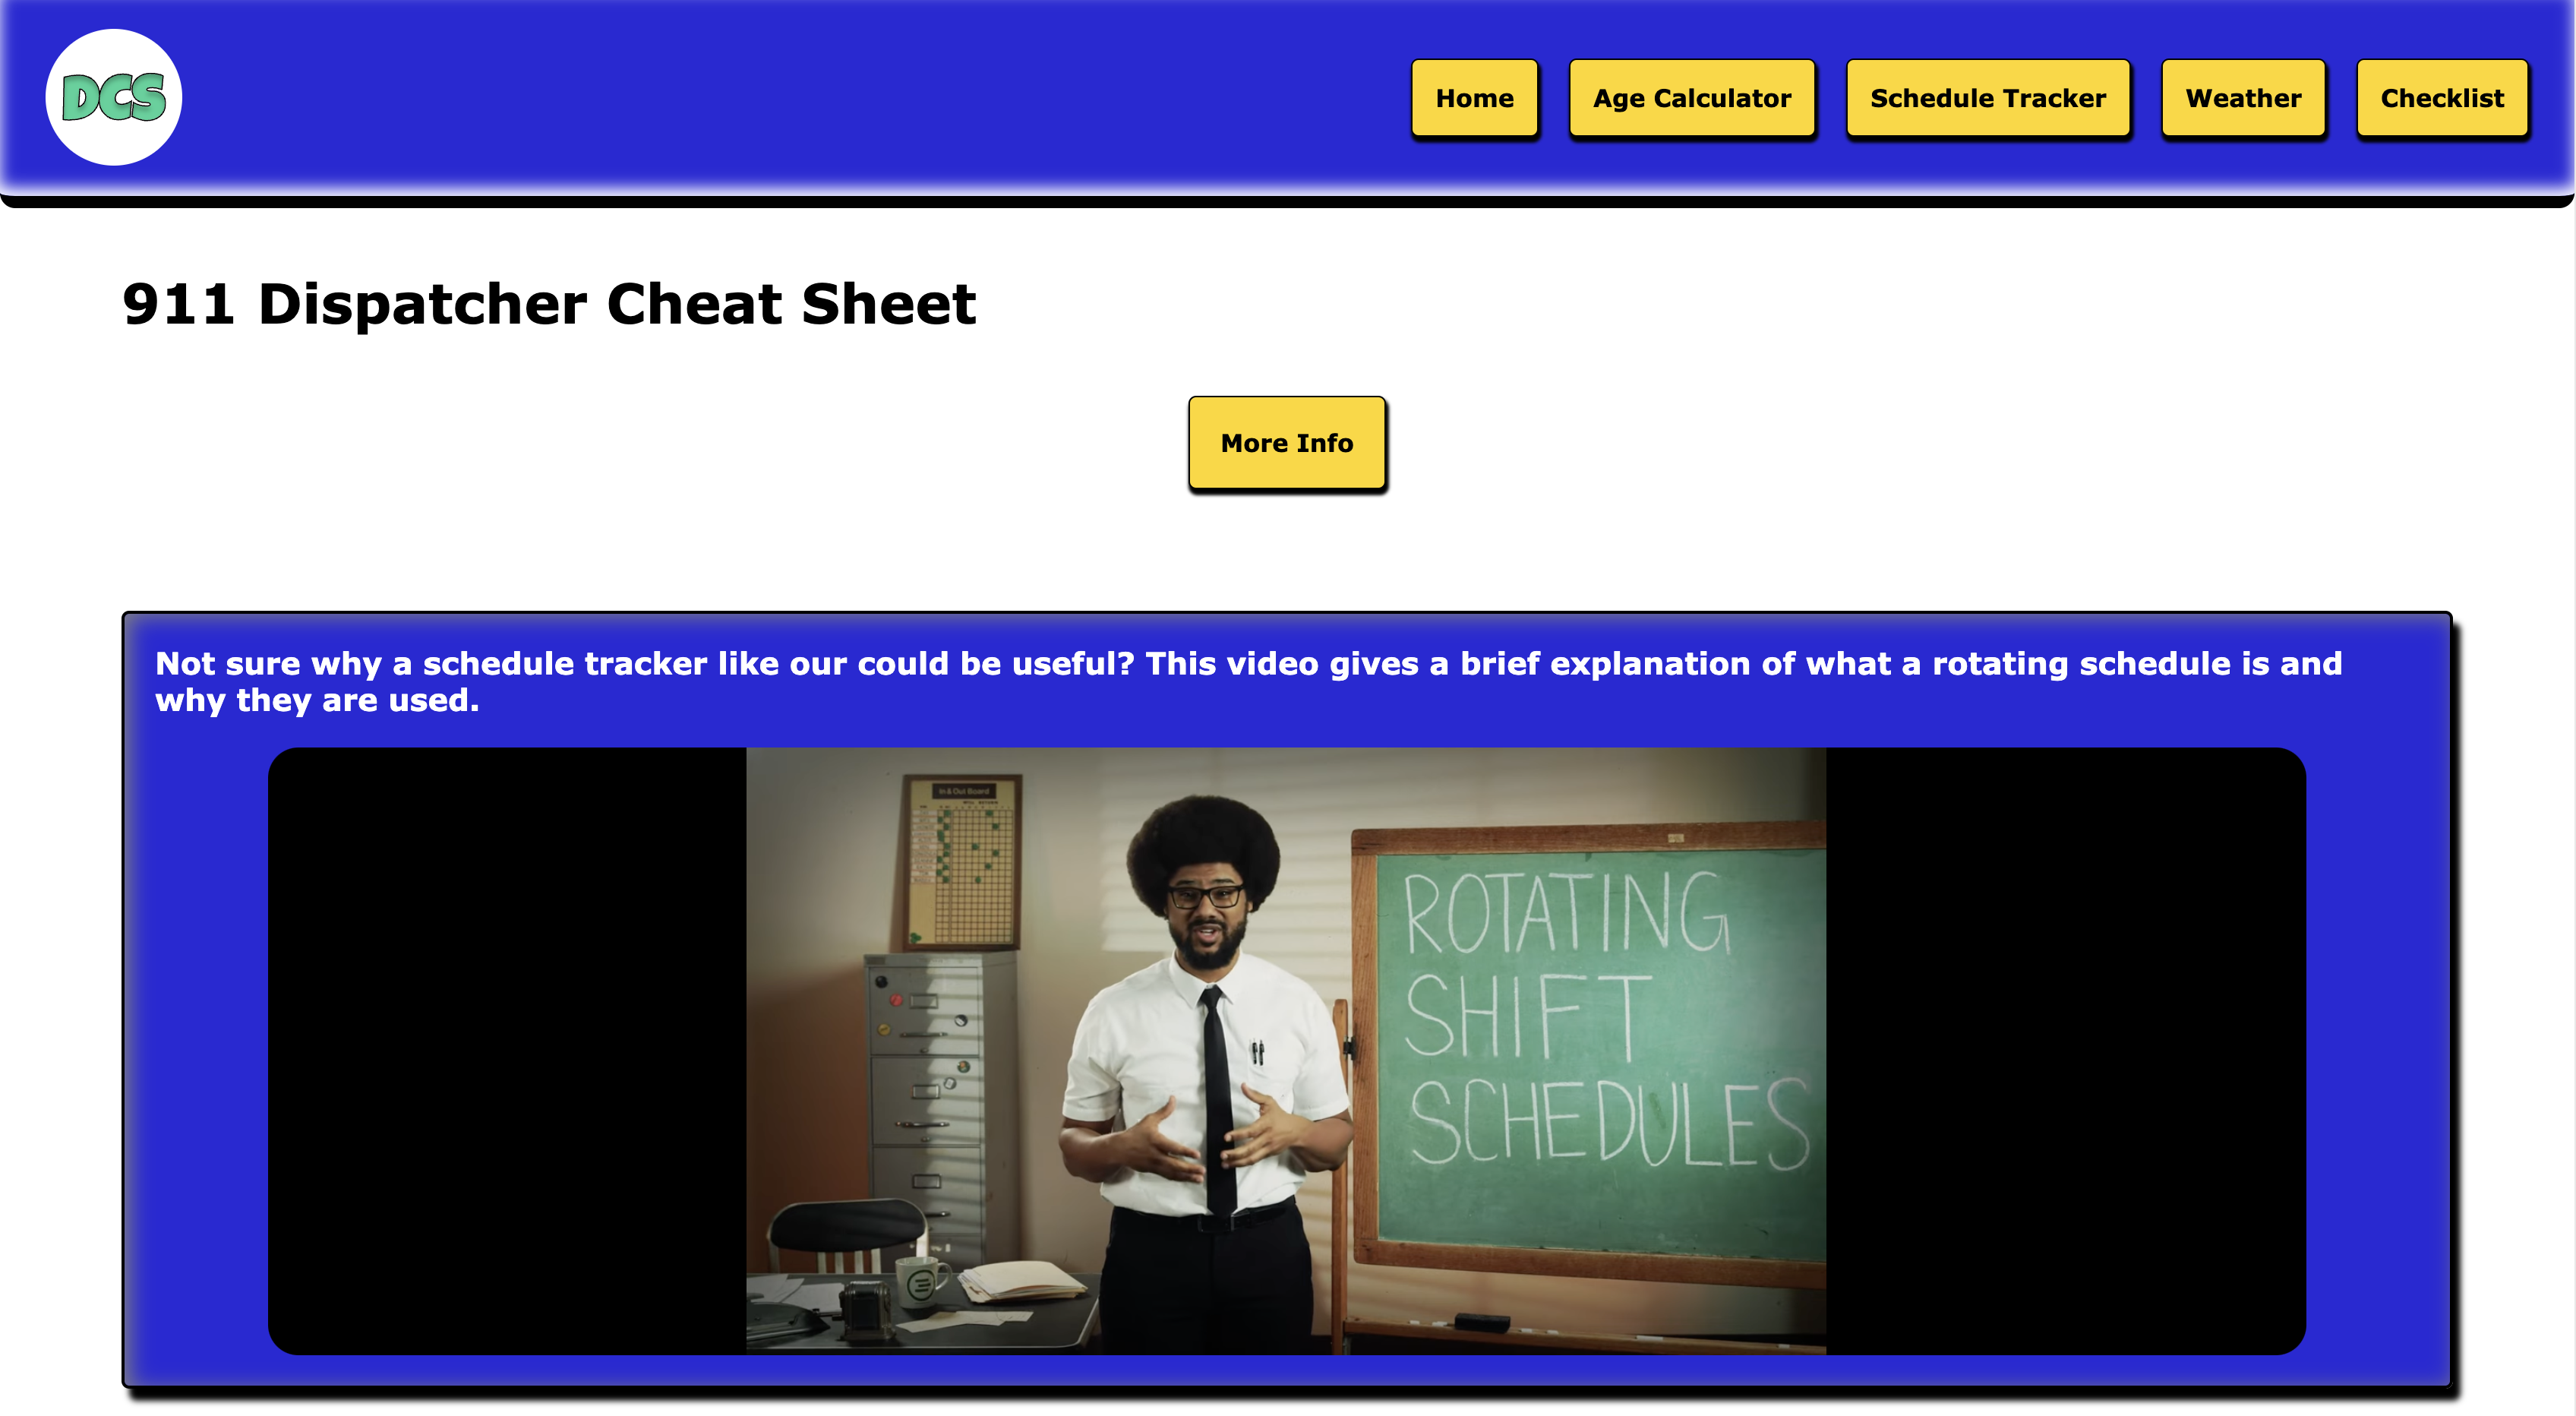 DCS
Home
Age Calculator
Schedule Tracker
Weather
Checklist
911 Dispatcher Cheat Sheet
More Info
Not sure why a schedule tracker like our could be useful? This video gives a brief explanation of what a rotating schedule is and
why they are used.
In & Out Board
ROTATING
SHIFT
SCHEDULES